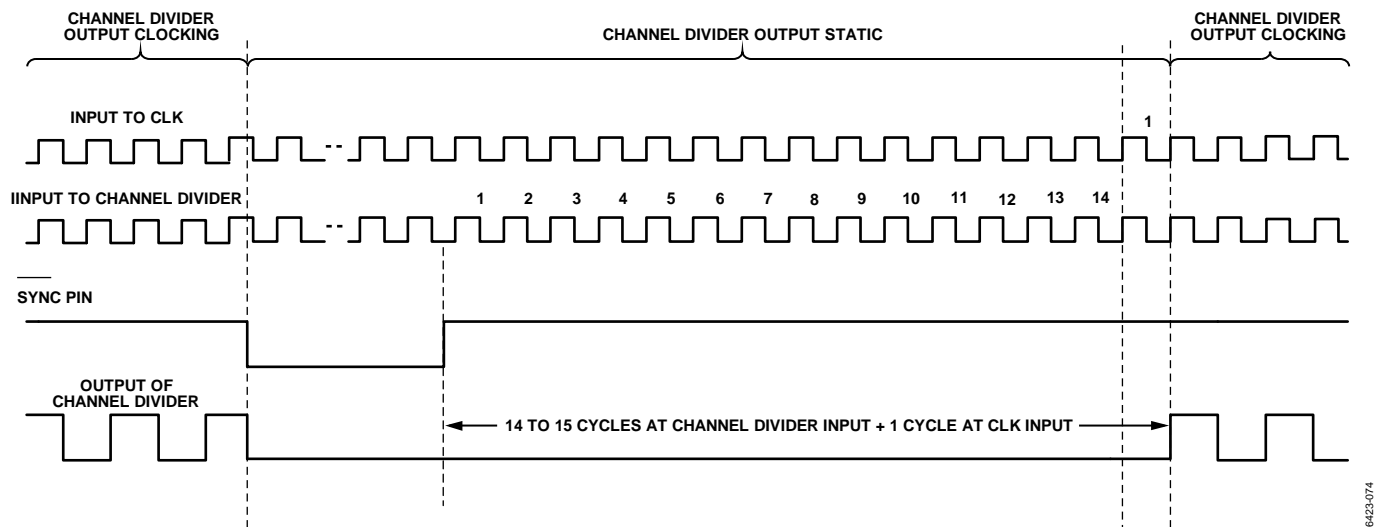 CHANNEL DIVIDER
OUTPUT CLOCKING
CHANNEL DIVIDER OUTPUT STATIC
CHANNEL DIVIDER
OUTPUT CLOCKING
INPUT TO CLK
1
IINPUT TO CHANNEL DIVIDER
1 2 3 4 5 6 7 8 9 10 11 12 13 14
SYNC PIN
OUTPUT OF
CHANNEL DIVIDER
14 TO 15 CYCLES AT CHANNEL DIVIDER INPUT + 1 CYCLE AT CLK INPUT
6423-074